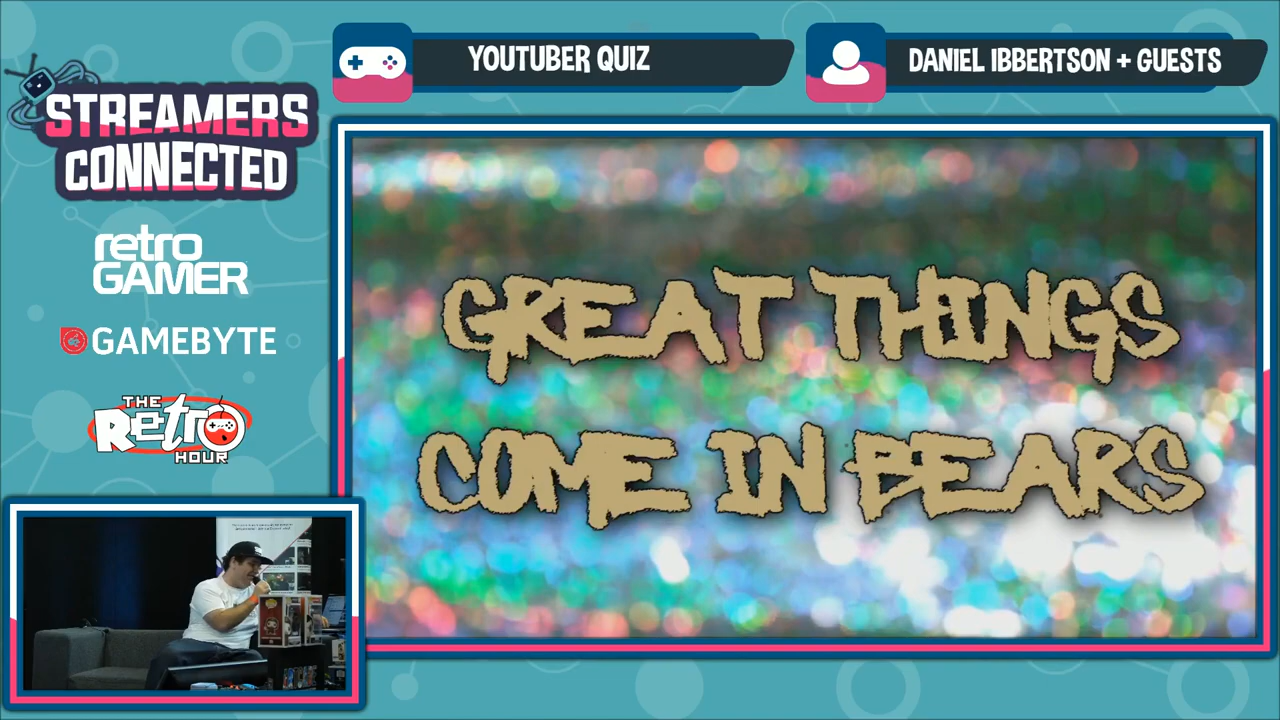 YOUTUBER QUIZ
DANIEL IBBERTSON + GUESTS
STREAMERS
CONNECTED
retro
GAMER
GAMEBYTE
THE
RetrO
HOUR
GREAT THINGS
COME IN BEARS